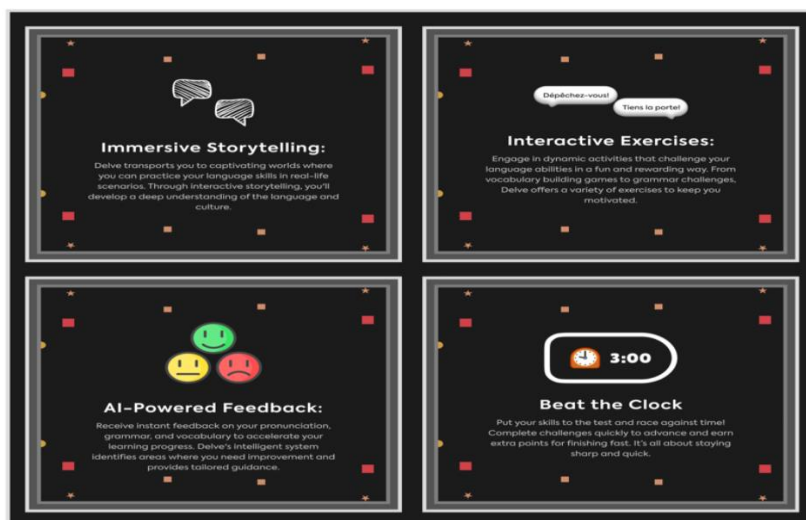 Immersive Storytelling:
Delve transports you to captivating worlds where
you can practice your language skills in real-life
scenarios. Through interactive storytelling, you'll
develop a deep understanding of the language and
culture.
Dépêchez-vous!
Tiens la porte!
Interactive Exercises:
Engage in dynamic activities that challenge your
language abilities in a fun and rewarding way. From
vocabulary building games to grammar challenges,
Delve offers a variety of exercises to keep you
motivated.
AI-Powered Feedback:
Receive instant feedback on your pronunciation,
grammar, and vocabulary to accelerate your
learning progress. Delve's intelligent system
identifies areas where you need improvement and
provides tailored guidance.
3:00
Beat the Clock
Put your skills to the test and race against time!
Complete challenges quickly to advance and earn
extra points for finishing fast. It's all about staying
sharp and quick.